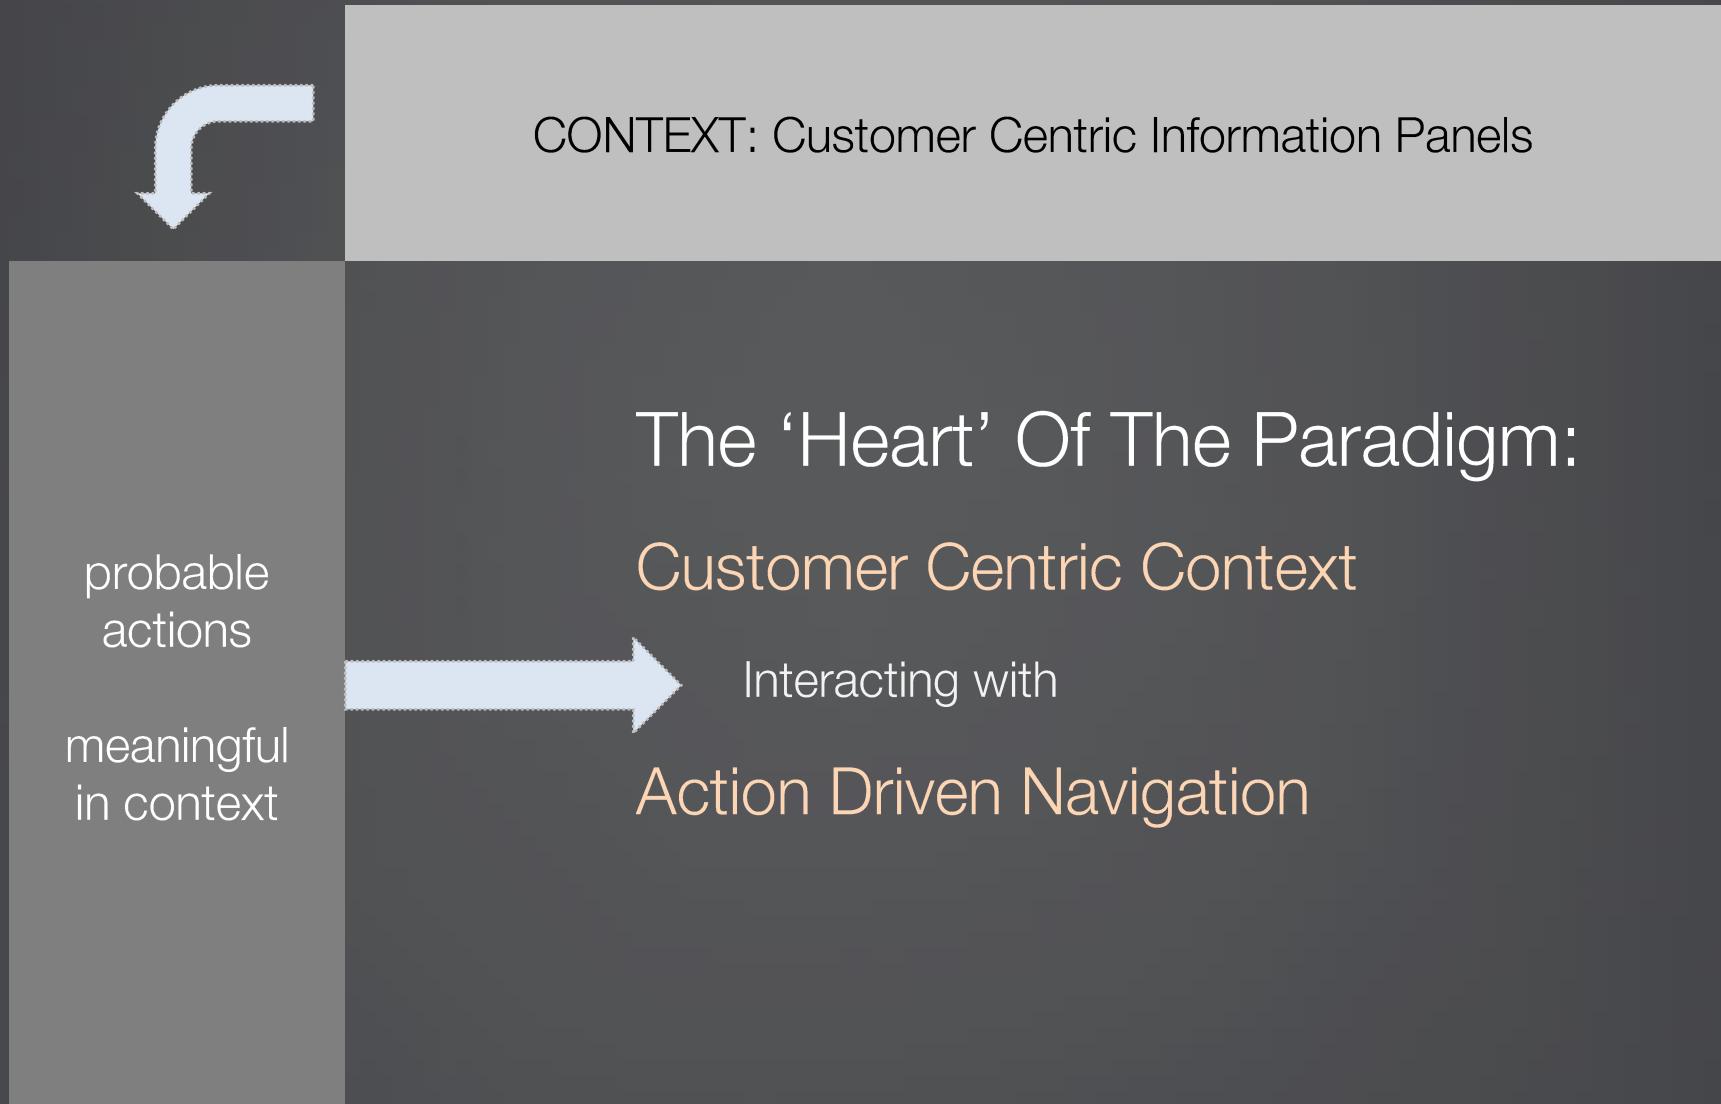 CONTEXT: Customer Centric Information Panels
The ‘Heart’ Of The Paradigm:
Customer Centric Context
Interacting with
Action Driven Navigation
probable
actions
meaningful
in context